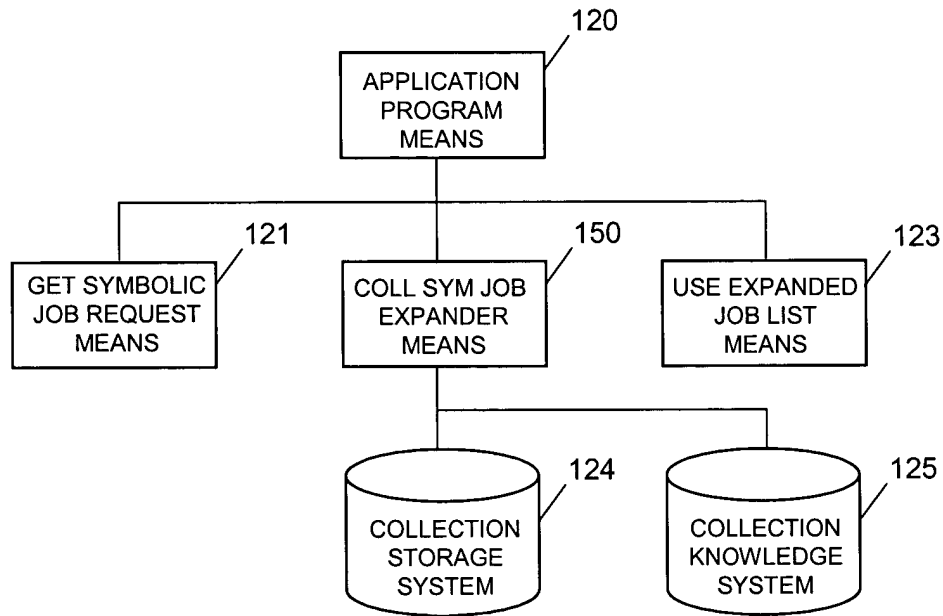 120
APPLICATION
PROGRAM
MEANS
121
GET SYMBOLIC
JOB REQUEST
MEANS
150
COLL SYM JOB
EXPANDER
MEANS
123
USE EXPANDED
JOB LIST
MEANS
124
COLLECTION
STORAGE
SYSTEM
125
COLLECTION
KNOWLEDGE
SYSTEM